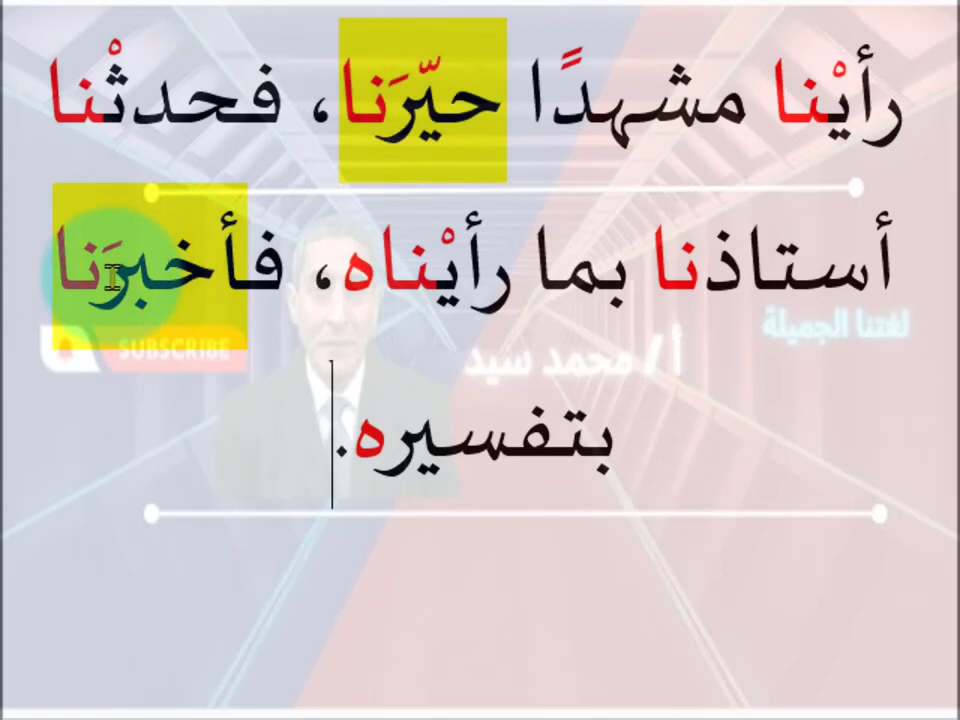 رأيْنا مشهدًا حيّرَنا، فحدثْنا
أستاذنا بما رأيْناه، فأخبرَنا
لغتنا الجميلة
SUBSCRIBE
أ / محمد سيد
بتفسيره.